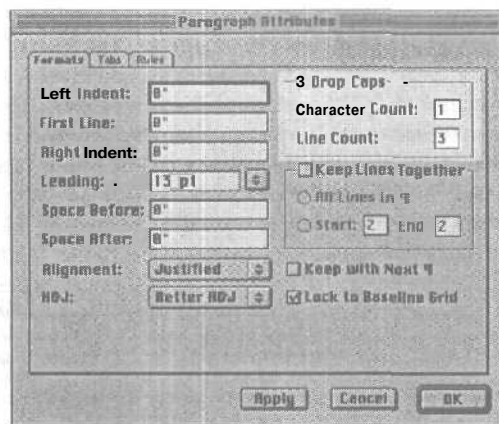 Paragraph Attributes
Formats Tabs Rules
Left Indent: 0"
First Line: 0"
Right Indent: 0"
Leading: 13 pt
Space Before: 0"
Space After: 0"
Alignment: Justified
H&J: Better H&J
3 Drop Caps
Character Count: 1
Line Count: 3
Keep Lines Together
All Lines in ¶
Start: 2 End 2
Keep with Next ¶
Lock to Baseline Grid
Apply Cancel OK